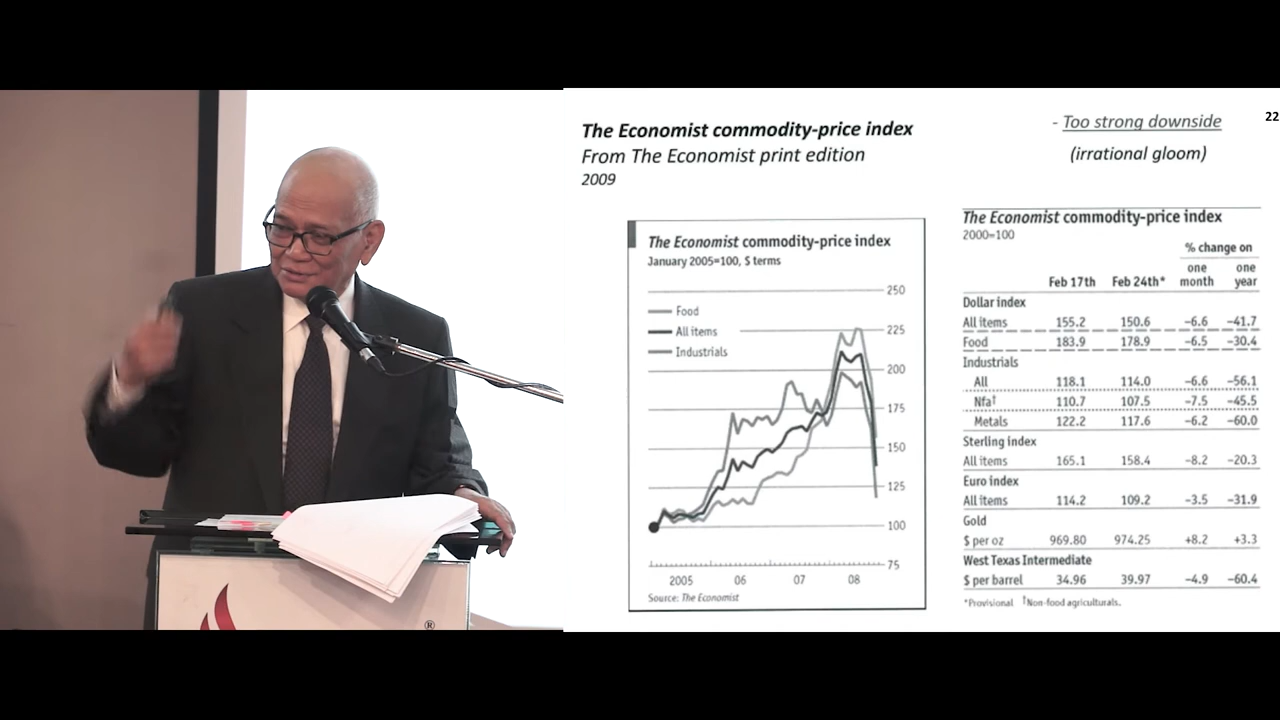 The Economist commodity-price index
From The Economist print edition
2009
- Too strong downside
(irrational gloom)
22
The Economist commodity-price index
January 2005=100, $ terms
250
Food
All items
225
Industrials
200
175
150
125
100
75
2005 06 07 08
Source: The Economist
The Economist commodity-price index
2000=100
% change on
one one
Feb 17th Feb 24th* month year
Dollar index
All items 155.2 150.6 –6.6 –41.7
Food 183.9 178.9 –6.5 –30.4
Industrials
All 118.1 114.0 –6.6 –56.1
Nfa† 110.7 107.5 –7.5 –45.5
Metals 122.2 117.6 –6.2 –60.0
Sterling index
All items 165.1 158.4 –8.2 –20.3
Euro index
All items 114.2 109.2 –3.5 –31.9
Gold
$ per oz 969.80 974.25 +8.2 +3.3
West Texas Intermediate
$ per barrel 34.96 39.97 –4.9 –60.4
*Provisional †Non-food agriculturals.
®